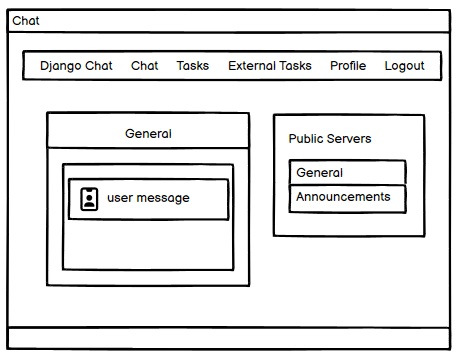 Chat
Django Chat Chat Tasks External Tasks Profile Logout
General
user message
Public Servers
General
Announcements